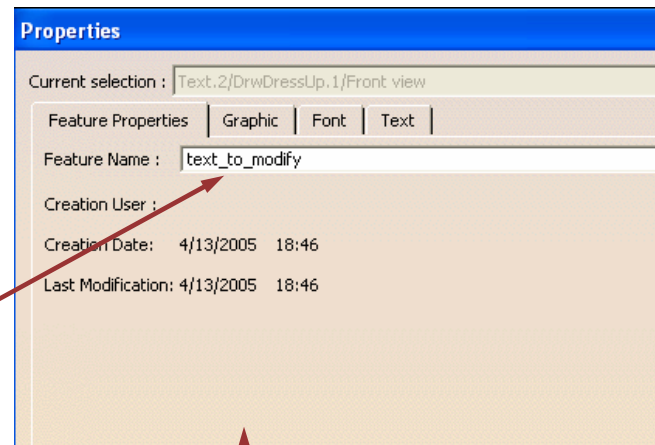 Properties
Current selection : Text.2/DrwDressUp.1/Front view
Feature Properties Graphic Font Text
Feature Name : text_to_modify
Creation User :
Creation Date: 4/13/2005 18:46
Last Modification: 4/13/2005 18:46